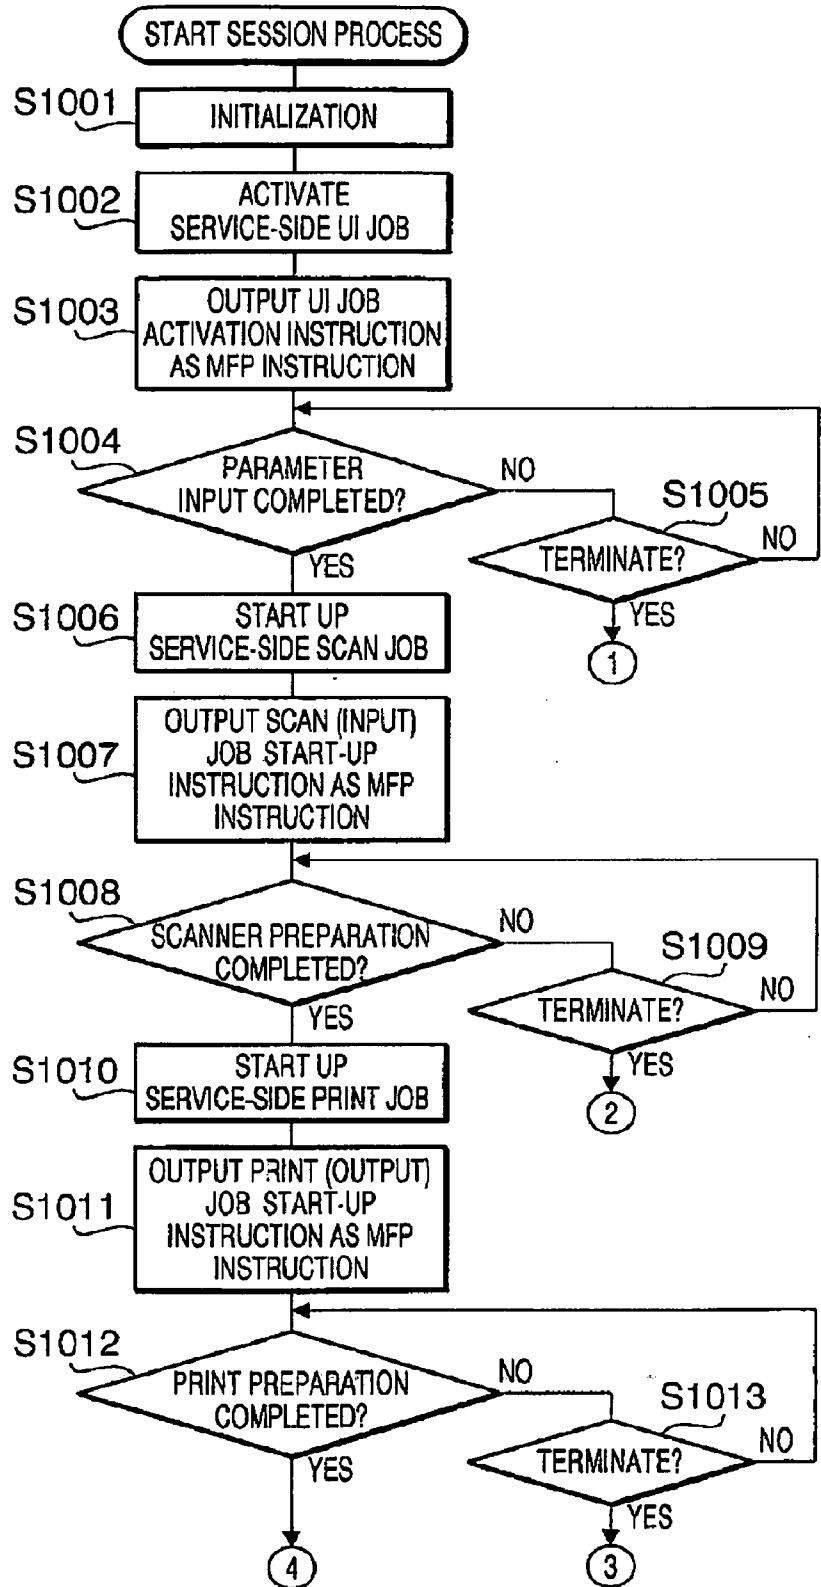 START SESSION PROCESS
S1001
INITIALIZATION
S1002
ACTIVATE
SERVICE-SIDE UI JOB
S1003
OUTPUT UI JOB
ACTIVATION INSTRUCTION
AS MFP INSTRUCTION
S1004
PARAMETER
INPUT COMPLETED?
NO
S1005
TERMINATE?
NO
YES
YES
1
S1006
START UP
SERVICE-SIDE SCAN JOB
S1007
OUTPUT SCAN (INPUT)
JOB START-UP
INSTRUCTION AS MFP
INSTRUCTION
S1008
SCANNER PREPARATION
COMPLETED?
NO
S1009
TERMINATE?
NO
YES
YES
2
S1010
START UP
SERVICE-SIDE PRINT JOB
S1011
OUTPUT PRINT (OUTPUT)
JOB START-UP
INSTRUCTION AS MFP
INSTRUCTION
S1012
PRINT PREPARATION
COMPLETED?
NO
S1013
TERMINATE?
NO
YES
YES
4
3